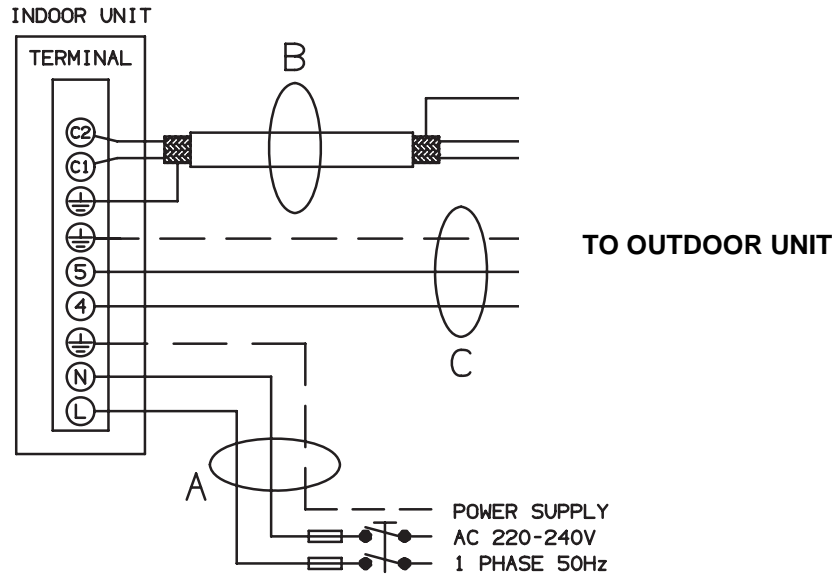 INDOOR UNIT
TERMINAL
B
C2
C1
5
4
N
L
TO OUTDOOR UNIT
C
A
POWER SUPPLY
AC 220-240V
1 PHASE 50Hz